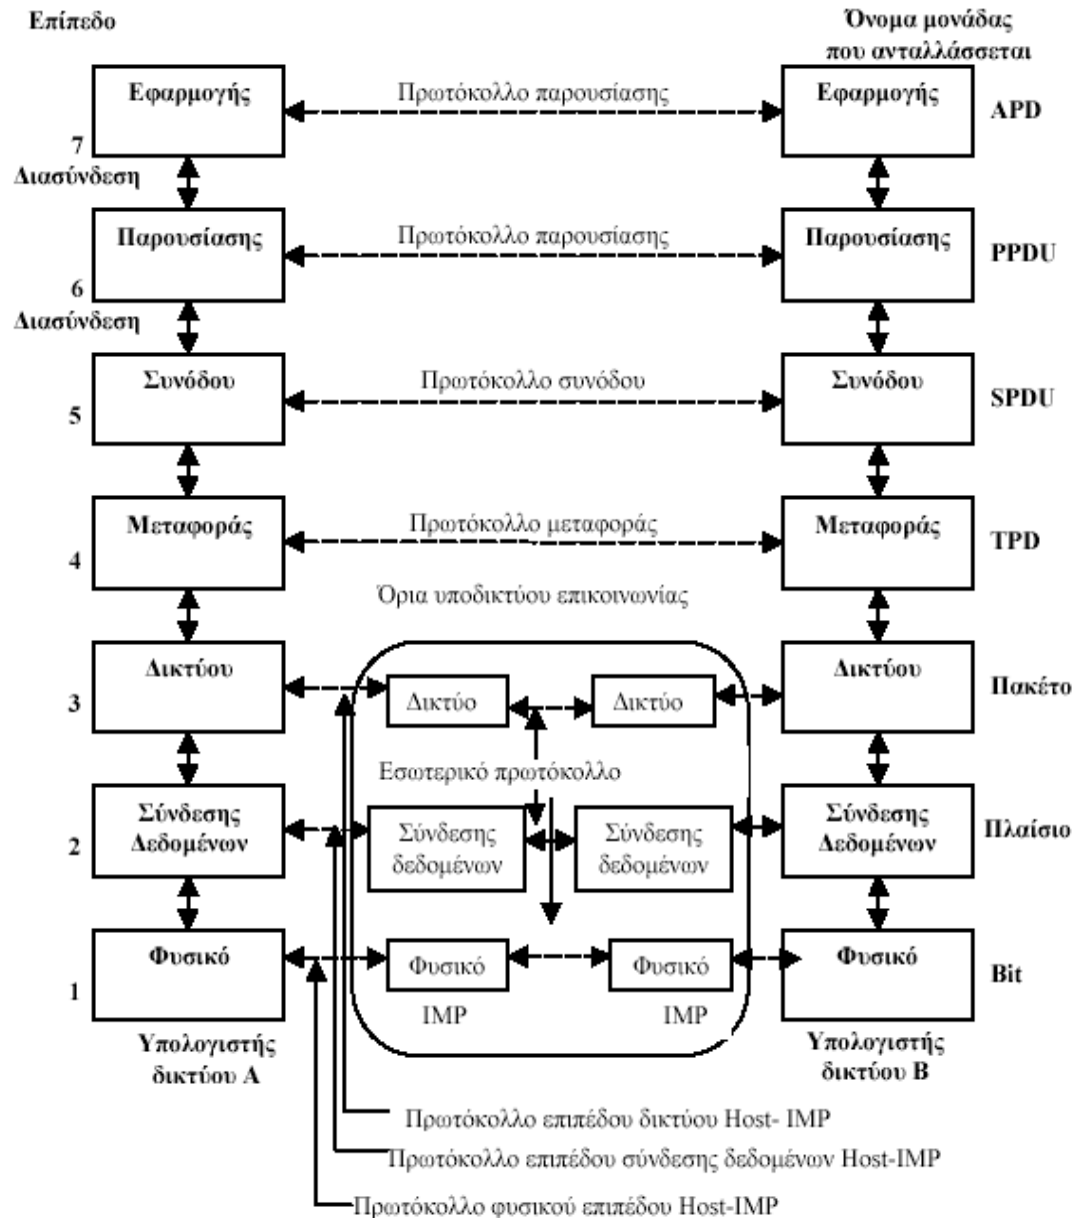 Επίπεδο
Όνομα μονάδας
που ανταλλάσσεται
Εφαρμογής
Πρωτόκολλο παρουσίασης
Εφαρμογής
APD
7
Διασύνδεση
Παρουσίασης
Πρωτόκολλο παρουσίασης
Παρουσίασης
PPDU
6
Διασύνδεση
Συνόδου
Πρωτόκολλο συνόδου
Συνόδου
SPDU
5
Μεταφοράς
Πρωτόκολλο μεταφοράς
Μεταφοράς
TPD
4
Όρια υποδικτύου επικοινωνίας
Δικτύου
Δικτύο
Δικτύο
Δικτύου
Πακέτο
3
Εσωτερικό πρωτόκολλο
Σύνδεσης
Δεδομένων
Σύνδεσης
δεδομένων
Σύνδεσης
δεδομένων
Σύνδεσης
Δεδομένων
Πλαίσιο
2
Φυσικό
Φυσικό
Φυσικό
Φυσικό
Bit
1
IMP
IMP
Υπολογιστής
δικτύου A
Υπολογιστής
δικτύου B
Πρωτόκολλο επιπέδου δικτύου Host- IMP
Πρωτόκολλο επιπέδου σύνδεσης δεδομένων Host-IMP
Πρωτόκολλο φυσικού επιπέδου Host-IMP